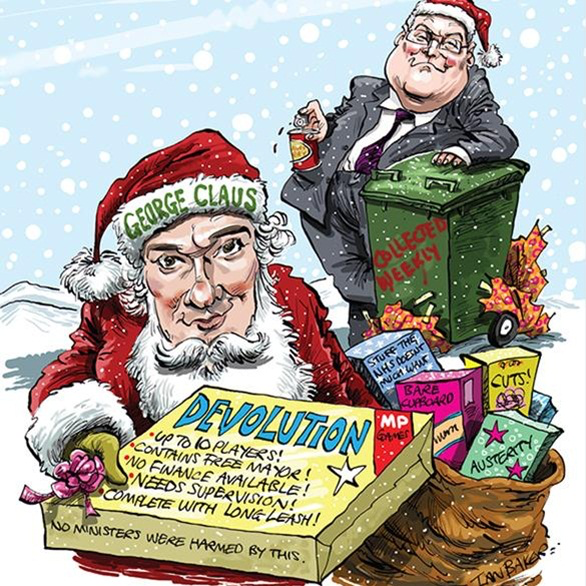 GEORGE CLAUS
COLLECTED
WEEKLY
STUFF THE
NHS DOESN'T
MUCH WANT
BARE
CUPBOARD
CUTS!
AUSTERITY
DEVOLUTION
MP
GAMES
• UP TO 10 PLAYERS!
• CONTAINS FREE MAYOR!
• NO FINANCE AVAILABLE!
• NEEDS SUPERVISION!
• COMPLETE WITH LONG LEASH!
NO MINISTERS WERE HARMED BY THIS.
IAN BAKER